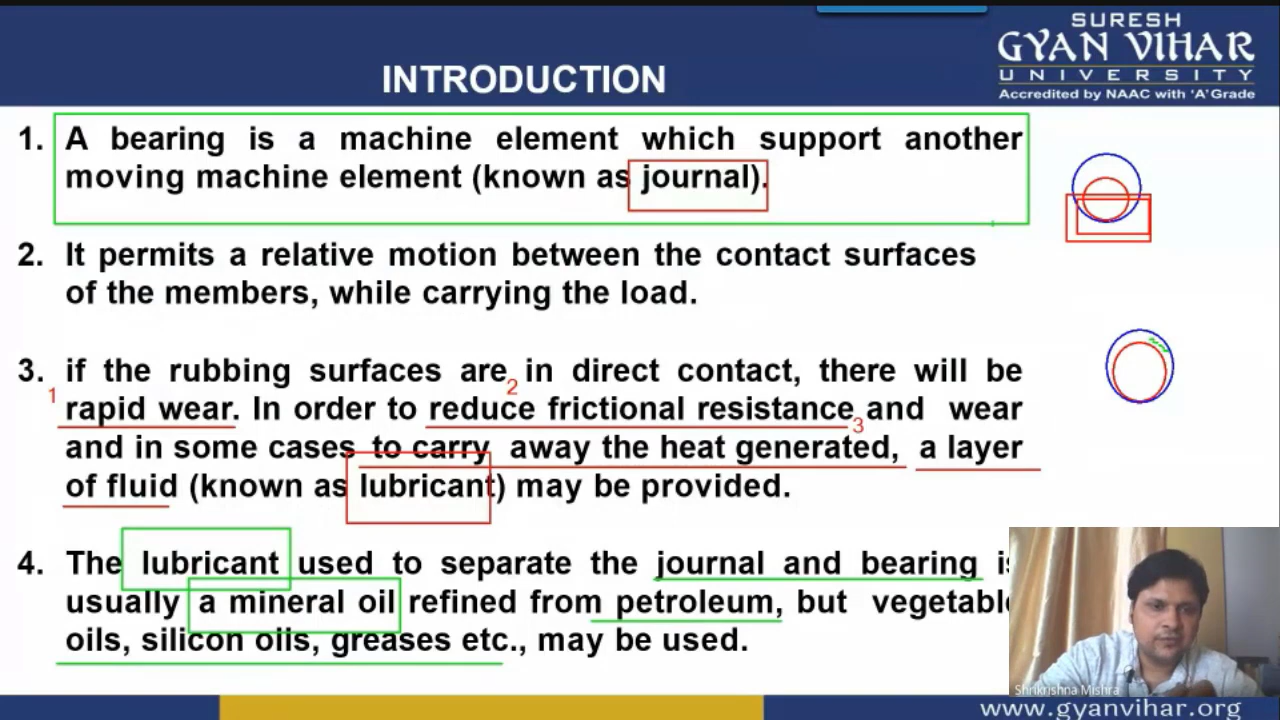 SURESH
GYAN VIHAR
UNIVERSITY
Accredited by NAAC with 'A' Grade
INTRODUCTION
1. A bearing is a machine element which support another
moving machine element (known as journal).
2. It permits a relative motion between the contact surfaces
of the members, while carrying the load.
3. if the rubbing surfaces are in direct contact, there will be
1 2
rapid wear. In order to reduce frictional resistance and wear
3
and in some cases to carry away the heat generated, a layer
of fluid (known as lubricant) may be provided.
4. The lubricant used to separate the journal and bearing is
usually a mineral oil refined from petroleum, but vegetable
oils, silicon oils, greases etc., may be used.
Shrikrishna Mishra
www.gyanvihar.org